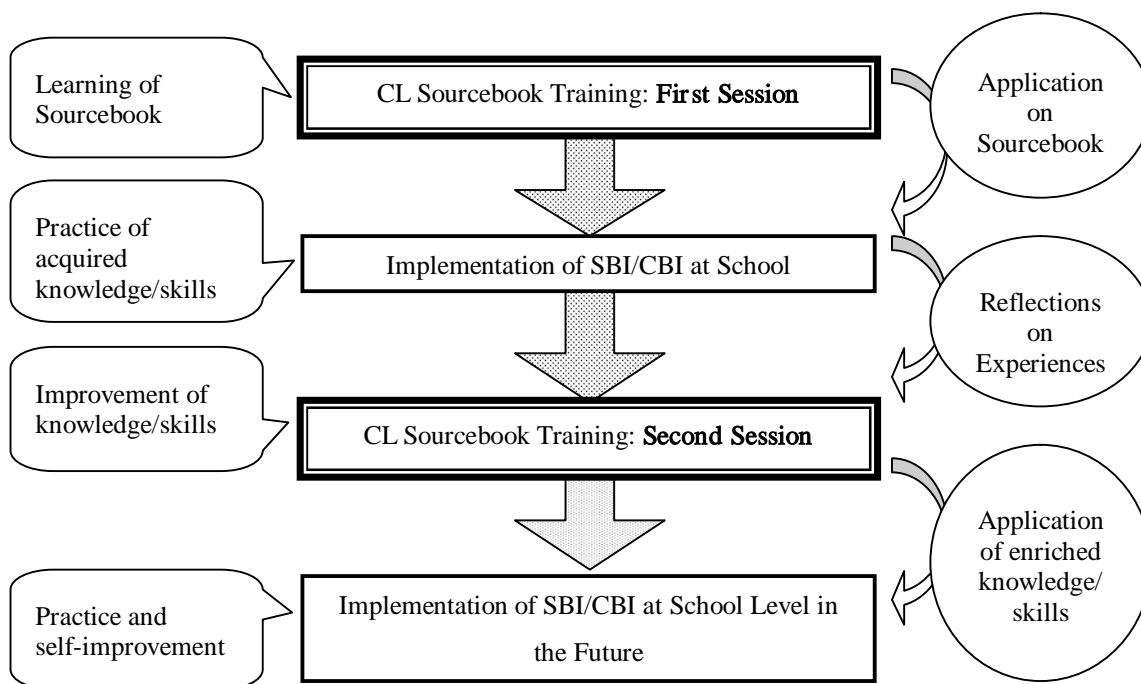 Learning of
Sourcebook
CL Sourcebook Training: First Session
Application
on
Sourcebook
Practice of
acquired
knowledge/skills
Implementation of SBI/CBI at School
Reflections
on
Experiences
Improvement of
knowledge/skills
CL Sourcebook Training: Second Session
Application
of enriched
knowledge/
skills
Practice and
self-improvement
Implementation of SBI/CBI at School Level in
the Future